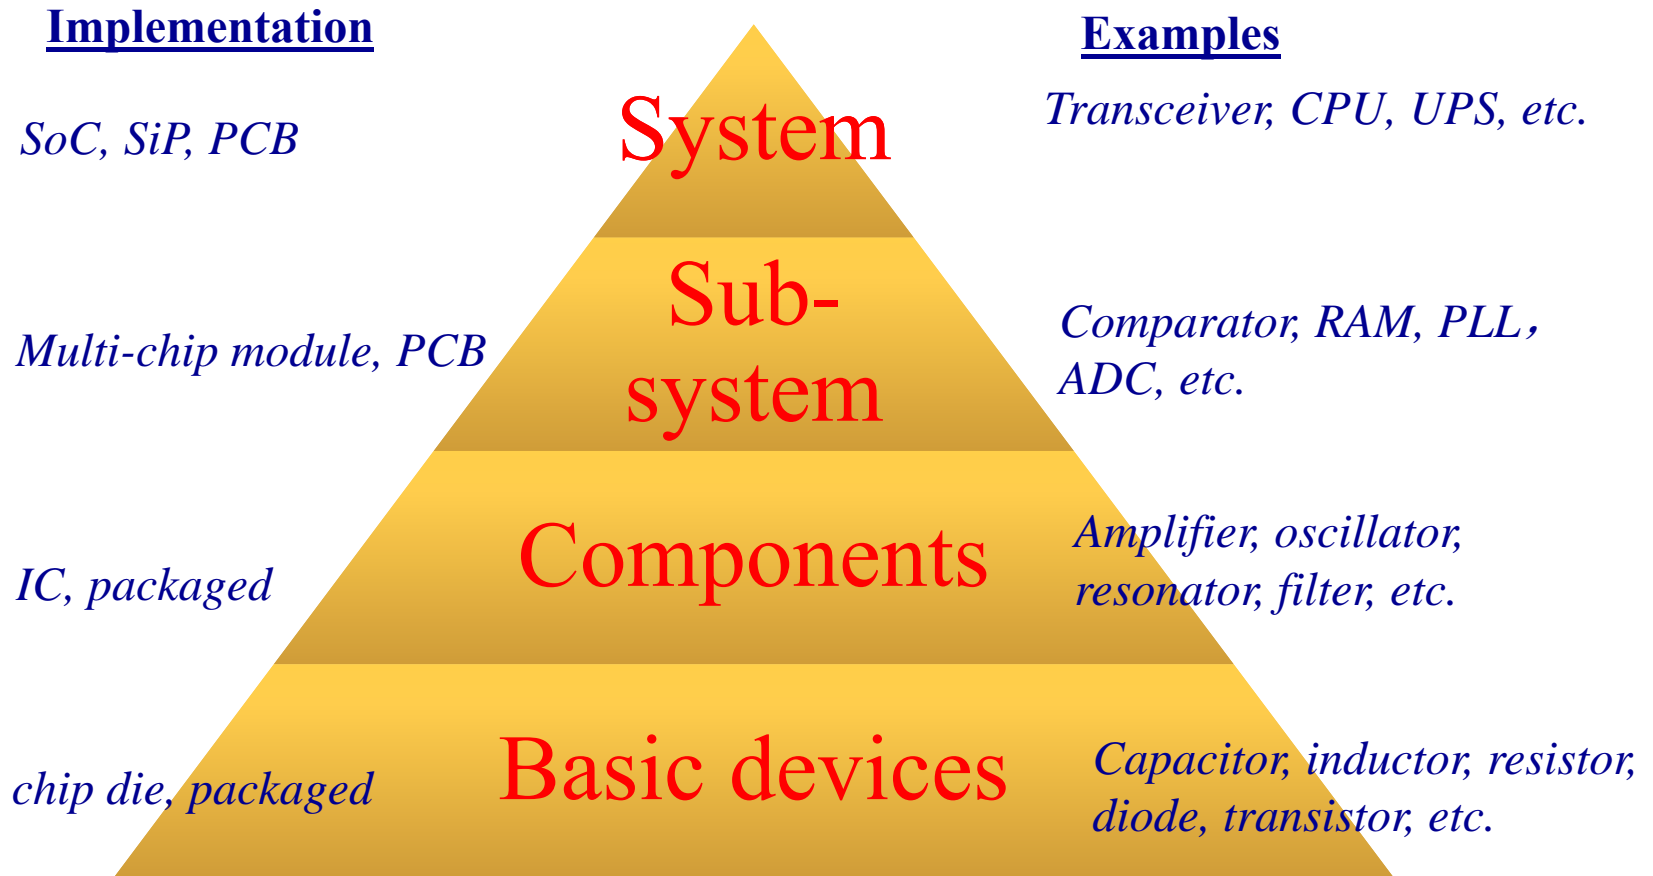 Implementation
Examples
SoC, SiP, PCB
System
Transceiver, CPU, UPS, etc.
Multi-chip module, PCB
Sub-
system
Comparator, RAM, PLL，
ADC, etc.
IC, packaged
Components
Amplifier, oscillator,
resonator, filter, etc.
chip die, packaged
Basic devices
Capacitor, inductor, resistor,
diode, transistor, etc.